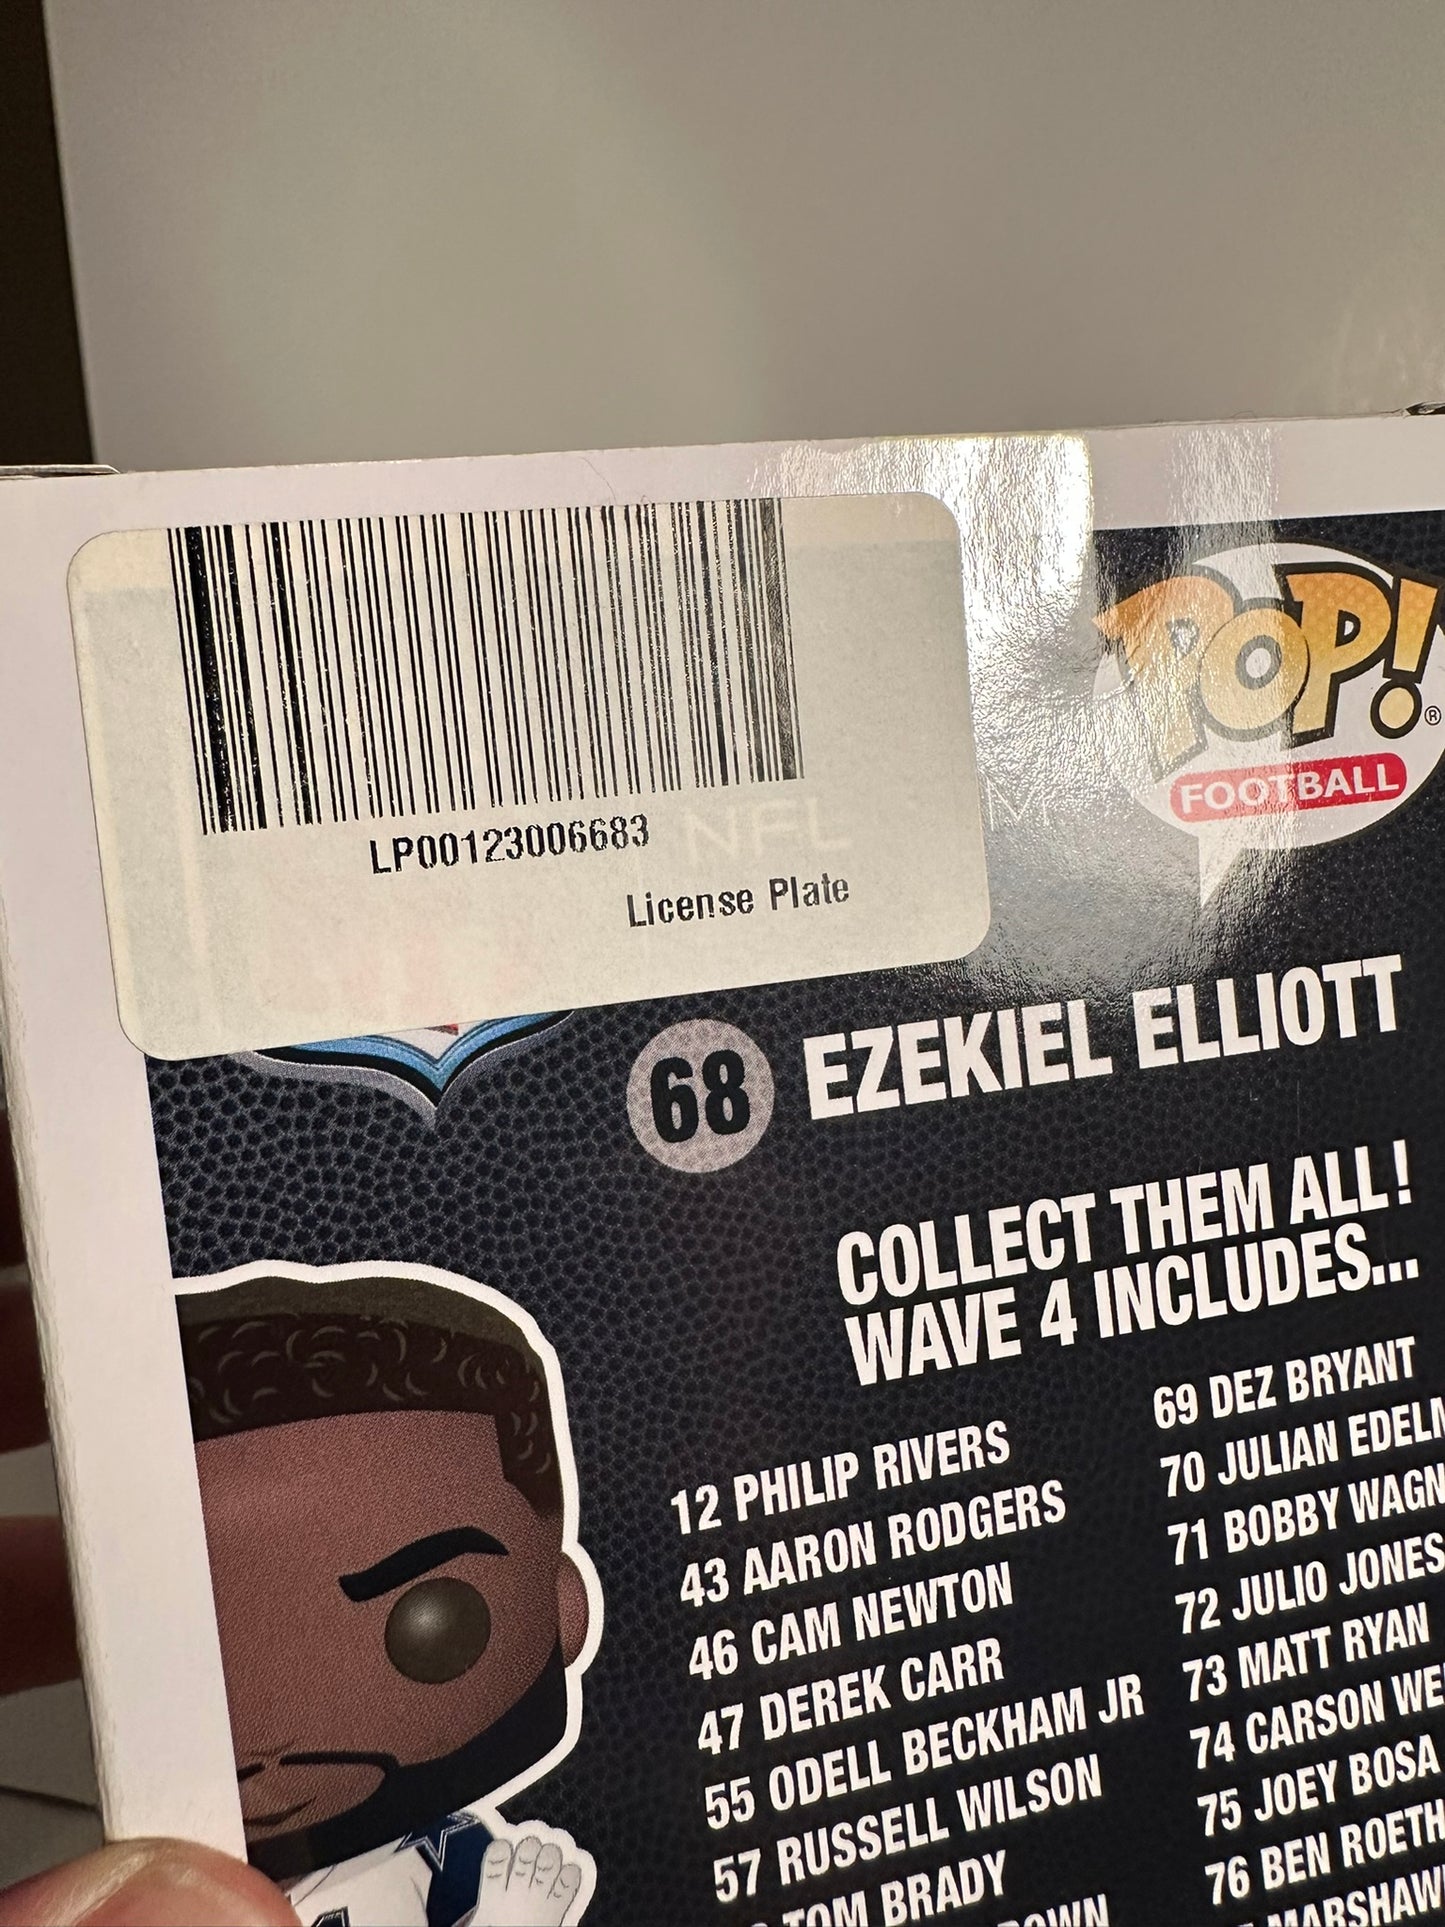 LP00123006683
NFL
License Plate
POP!®
FOOTBALL
68 EZEKIEL ELLIOTT
COLLECT THEM ALL!
WAVE 4 INCLUDES...
12 PHILIP RIVERS
43 AARON RODGERS
46 CAM NEWTON
47 DEREK CARR
55 ODELL BECKHAM JR
57 RUSSELL WILSON
TOM BRADY
69 DEZ BRYANT
70 JULIAN EDELM
71 BOBBY WAGN
72 JULIO JONES
73 MATT RYAN
74 CARSON WE
75 JOEY BOSA
76 BEN ROETH
MARSHAW